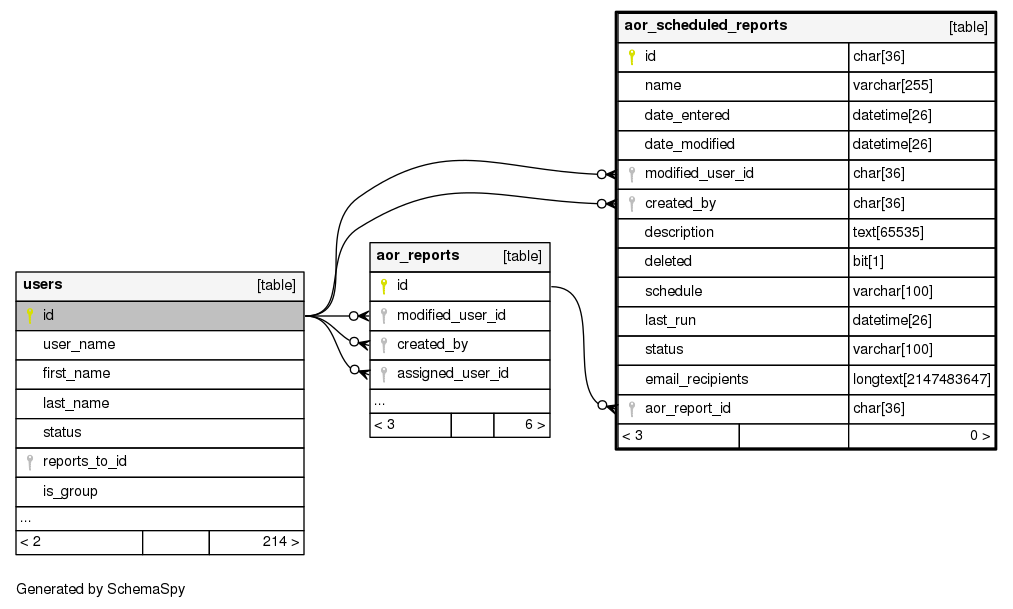 aor_scheduled_reports [table]
id char[36]
name varchar[255]
date_entered datetime[26]
date_modified datetime[26]
modified_user_id char[36]
created_by char[36]
description text[65535]
deleted bit[1]
schedule varchar[100]
last_run datetime[26]
status varchar[100]
email_recipients longtext[2147483647]
aor_report_id char[36]
< 3 0 >
aor_reports [table]
id
modified_user_id
created_by
assigned_user_id
...
< 3 6 >
users [table]
id
user_name
first_name
last_name
status
reports_to_id
is_group
...
< 2 214 >
Generated by SchemaSpy